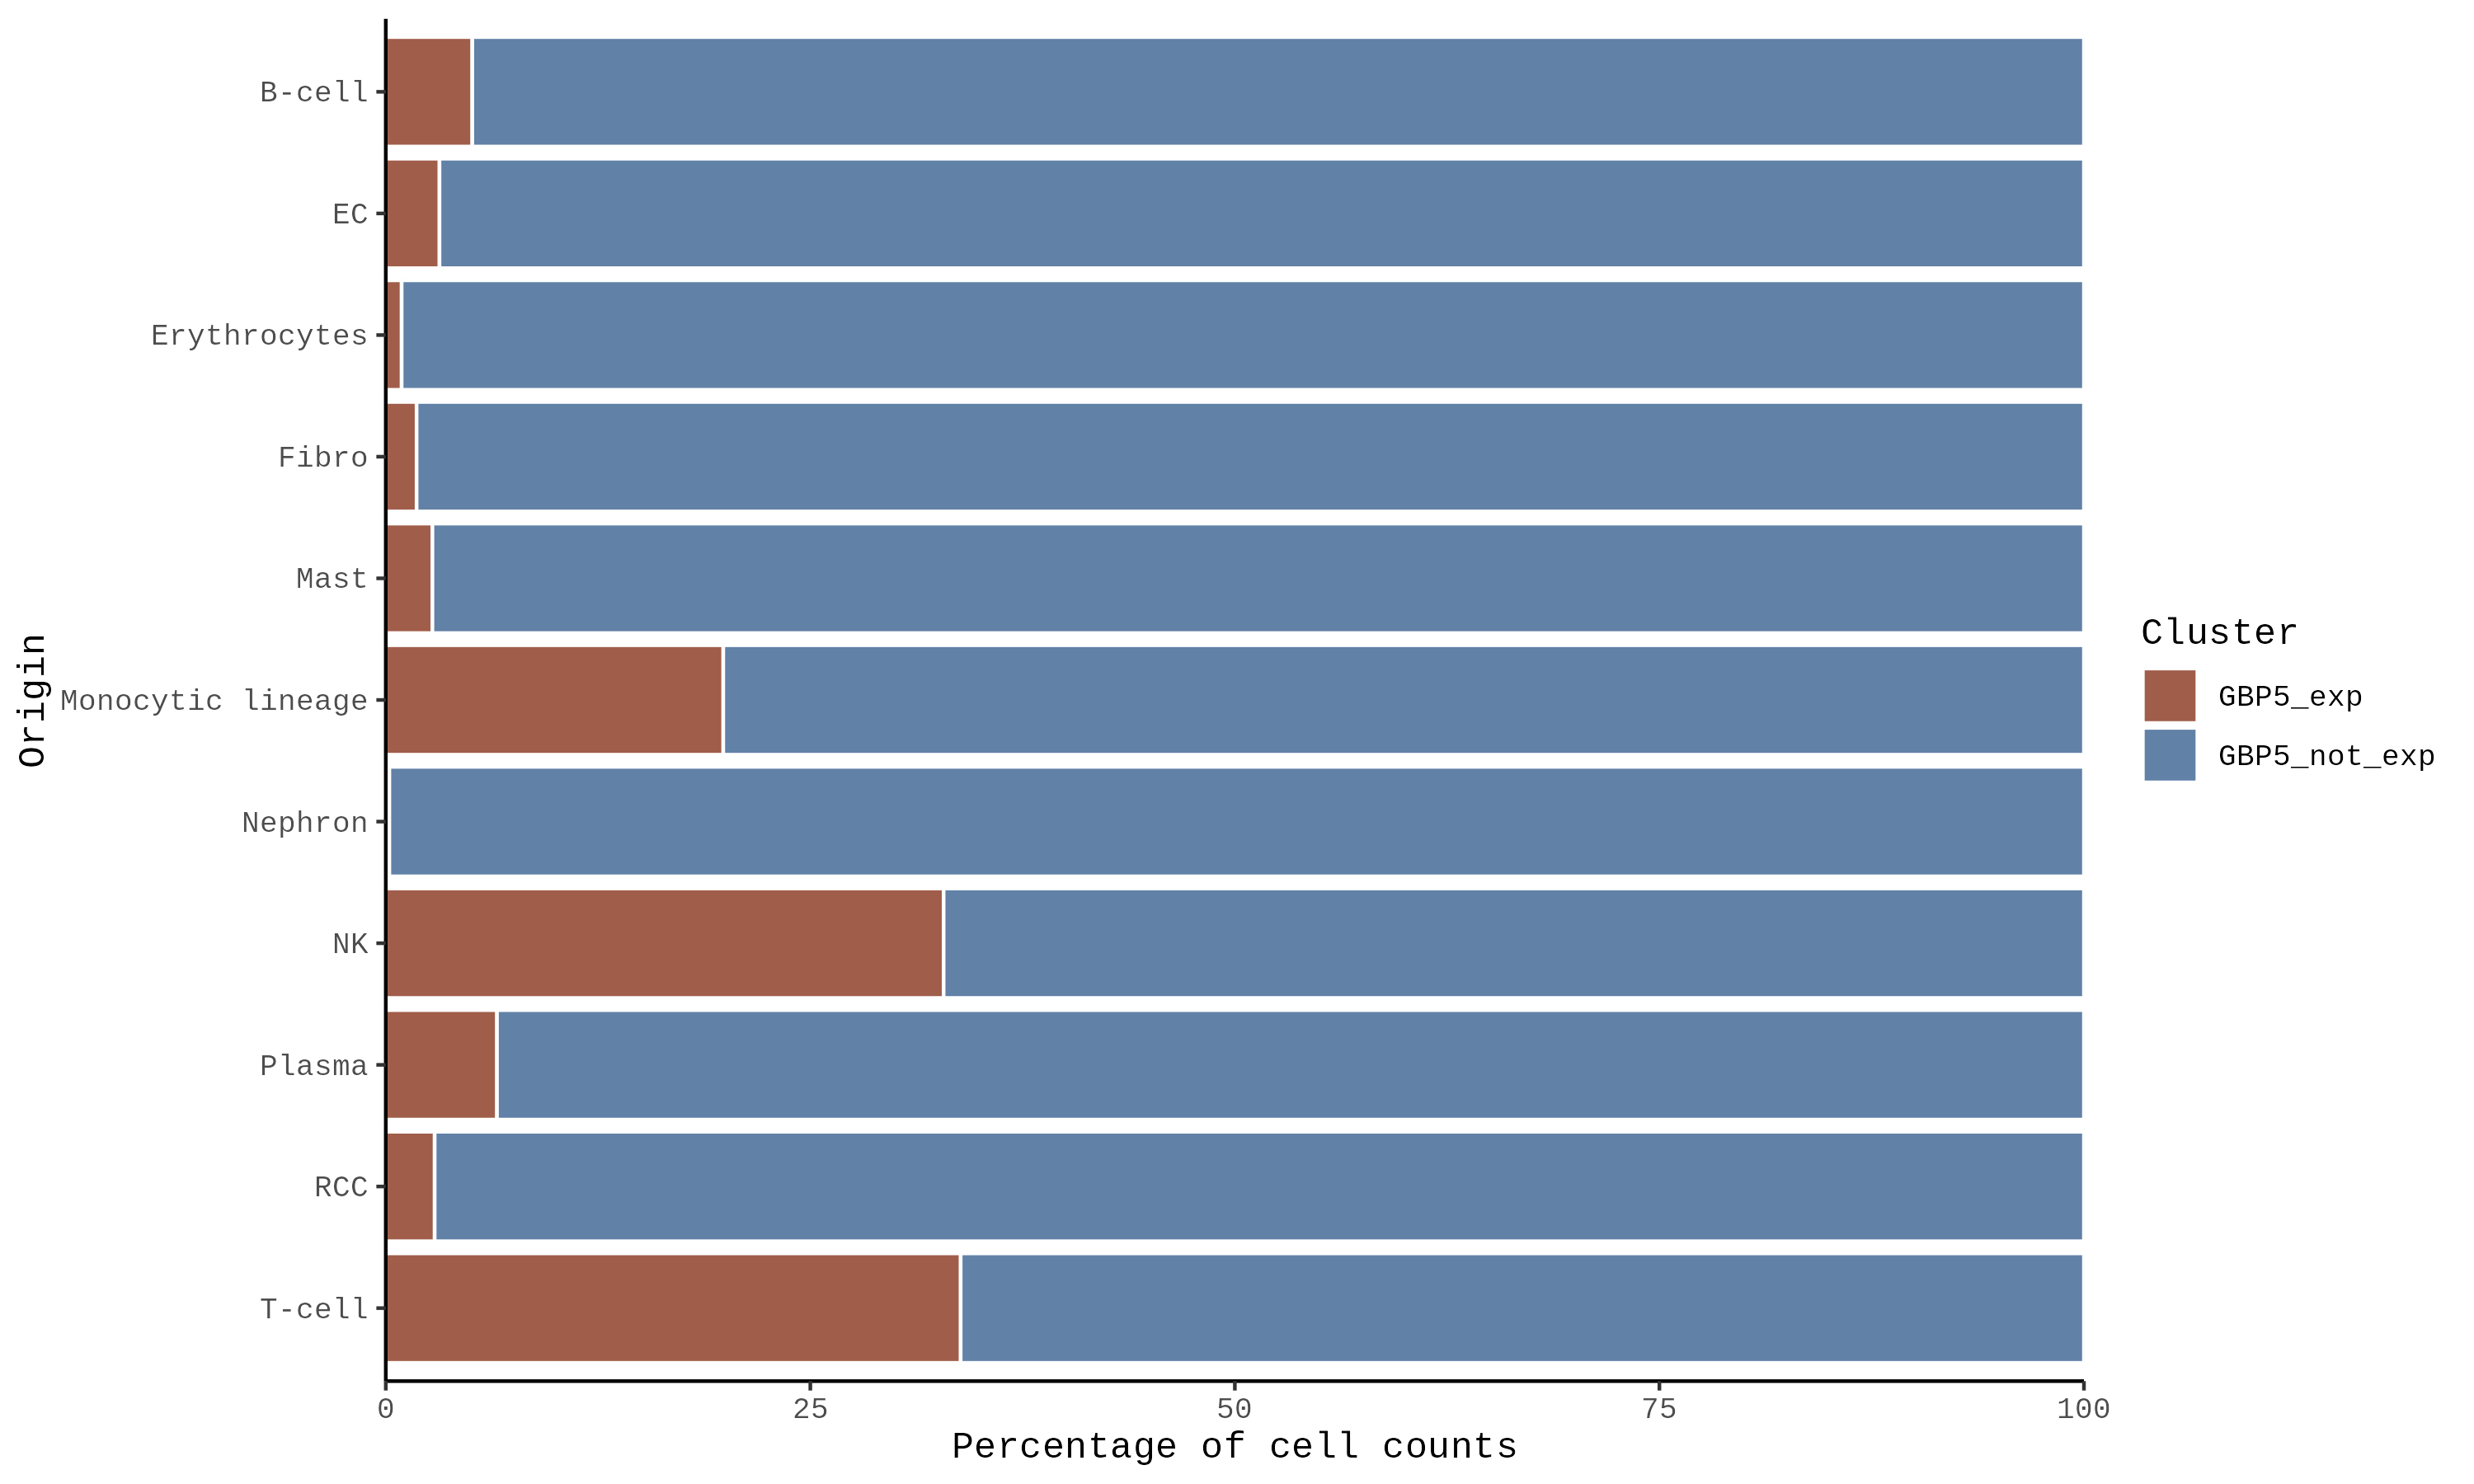 Origin
B-cell
EC
Erythrocytes
Fibro
Mast
Monocytic lineage
Nephron
NK
Plasma
RCC
T-cell
0 25 50 75 100
Percentage of cell counts
Cluster
GBP5_exp
GBP5_not_exp